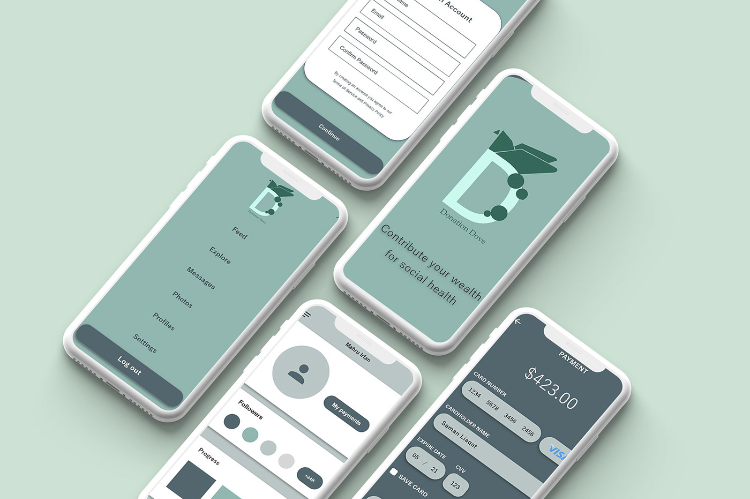 Account
Email
Password
Confirm Password
By creating an account you agree to our
Terms of Service and Privacy Policy
Continue
Donation Dove
Contribute your wealth
for social health
Feed
Explore
Messages
Photos
Profiles
Settings
Log out
Mahru Irfan
My payments
Followers
Progress
PAYMENT
$423.00
CARD NUMBER
1234 5678 3456 2456
VISA
CARDHOLDER NAME
Saman Liaqut
EXPIRE DATE
CVV
05 / 21
123
SAVE CARD